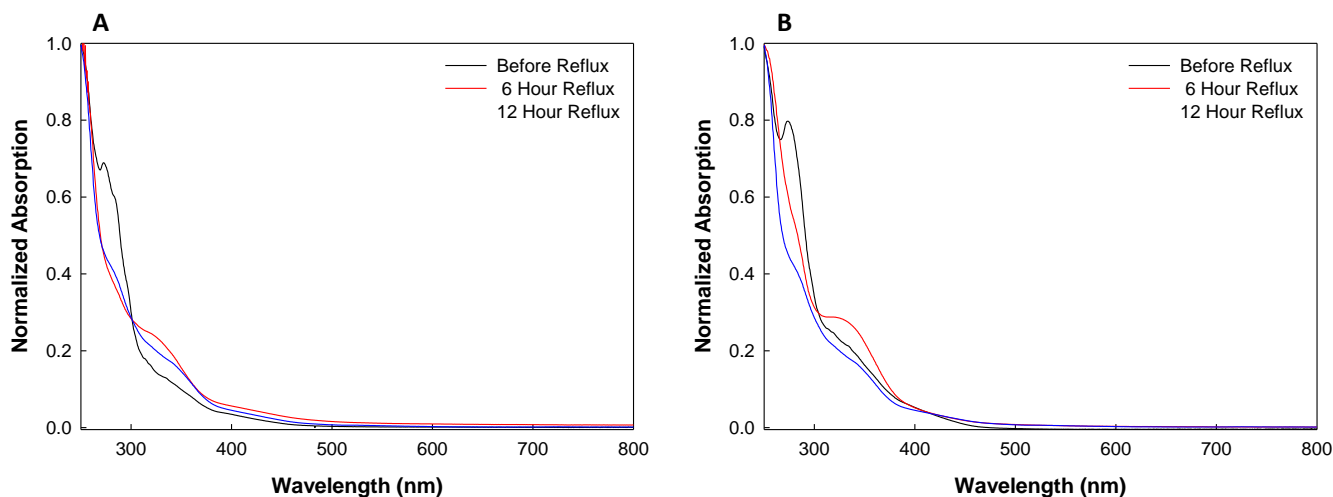 A
1.0
0.8
0.6
0.4
0.2
0.0
Normalized Absorption
Before Reflux
6 Hour Reflux
12 Hour Reflux
300 400 500 600 700 800
Wavelength (nm)
B
1.0
0.8
0.6
0.4
0.2
0.0
Normalized Absorption
Before Reflux
6 Hour Reflux
12 Hour Reflux
300 400 500 600 700 800
Wavelength (nm)